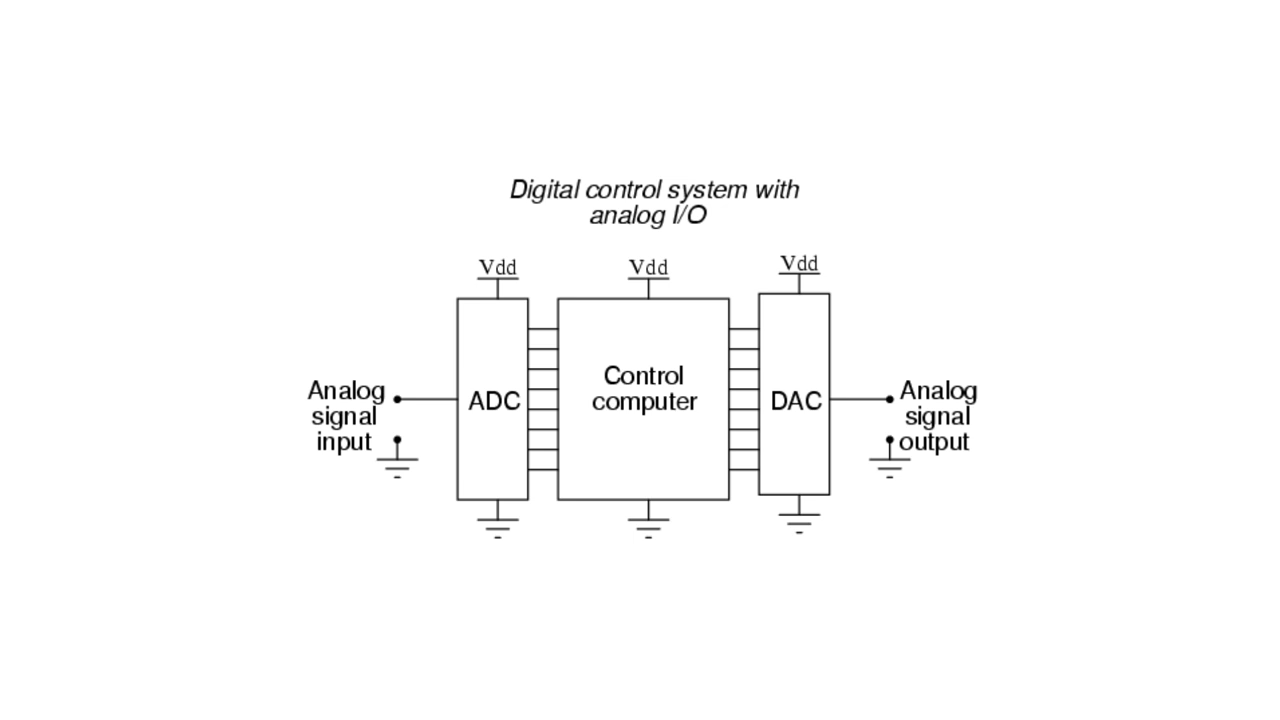 Digital control system with
analog I/O
Vdd
Vdd
Vdd
Analog
signal
input
ADC
Control
computer
DAC
Analog
signal
output